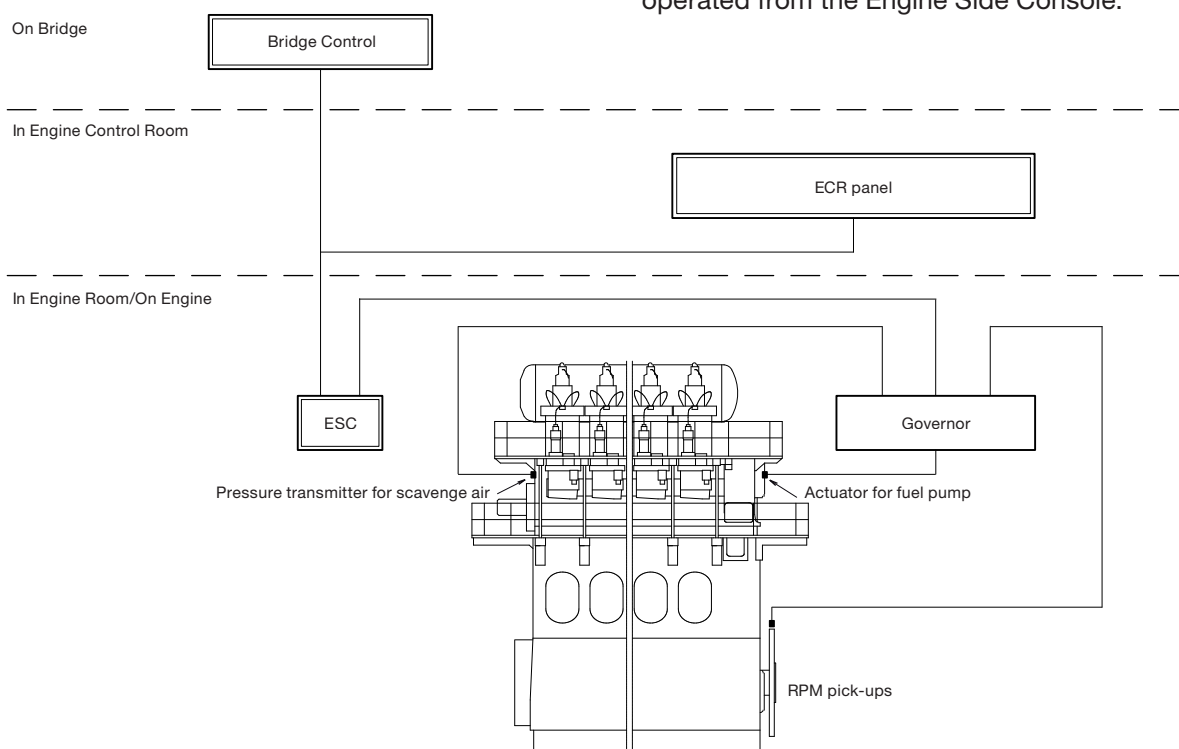 operated from the Engine Side Console.
On Bridge
Bridge Control
In Engine Control Room
ECR panel
In Engine Room/On Engine
ESC
Governor
Pressure transmitter for scavenge air
Actuator for fuel pump
RPM pick-ups